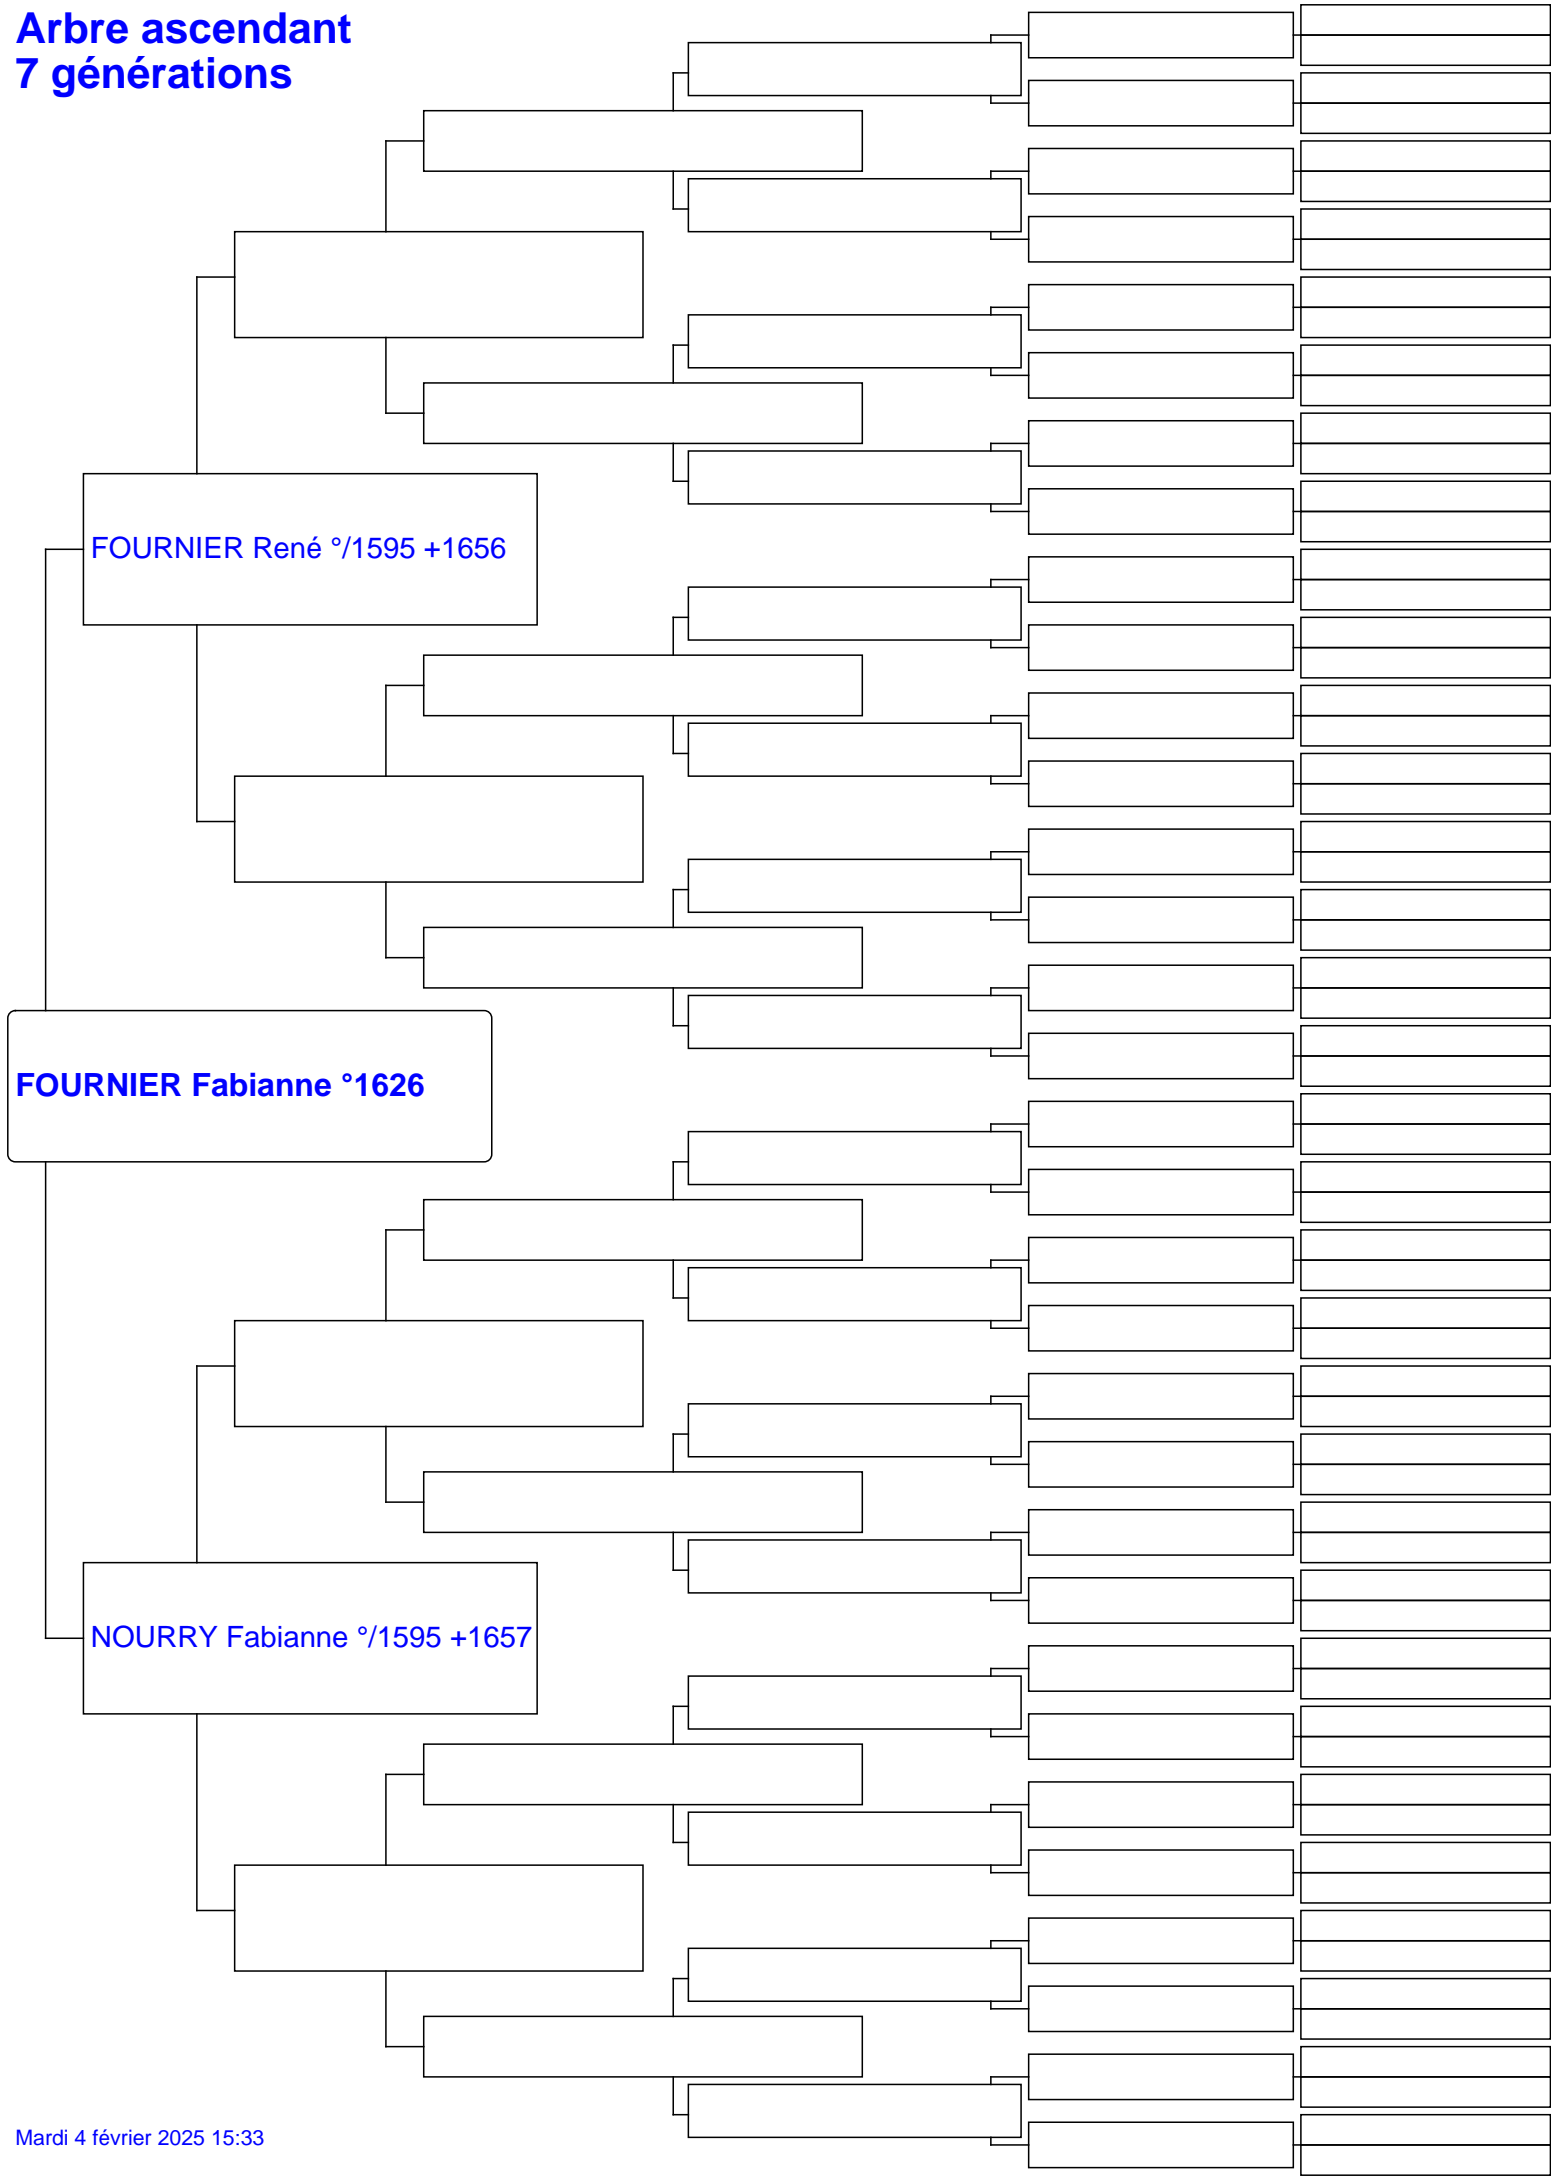 Arbre ascendant
7 générations
FOURNIER René °/1595 +1656
FOURNIER Fabianne °1626
NOURRY Fabianne °/1595 +1657
Mardi 4 février 2025 15:33